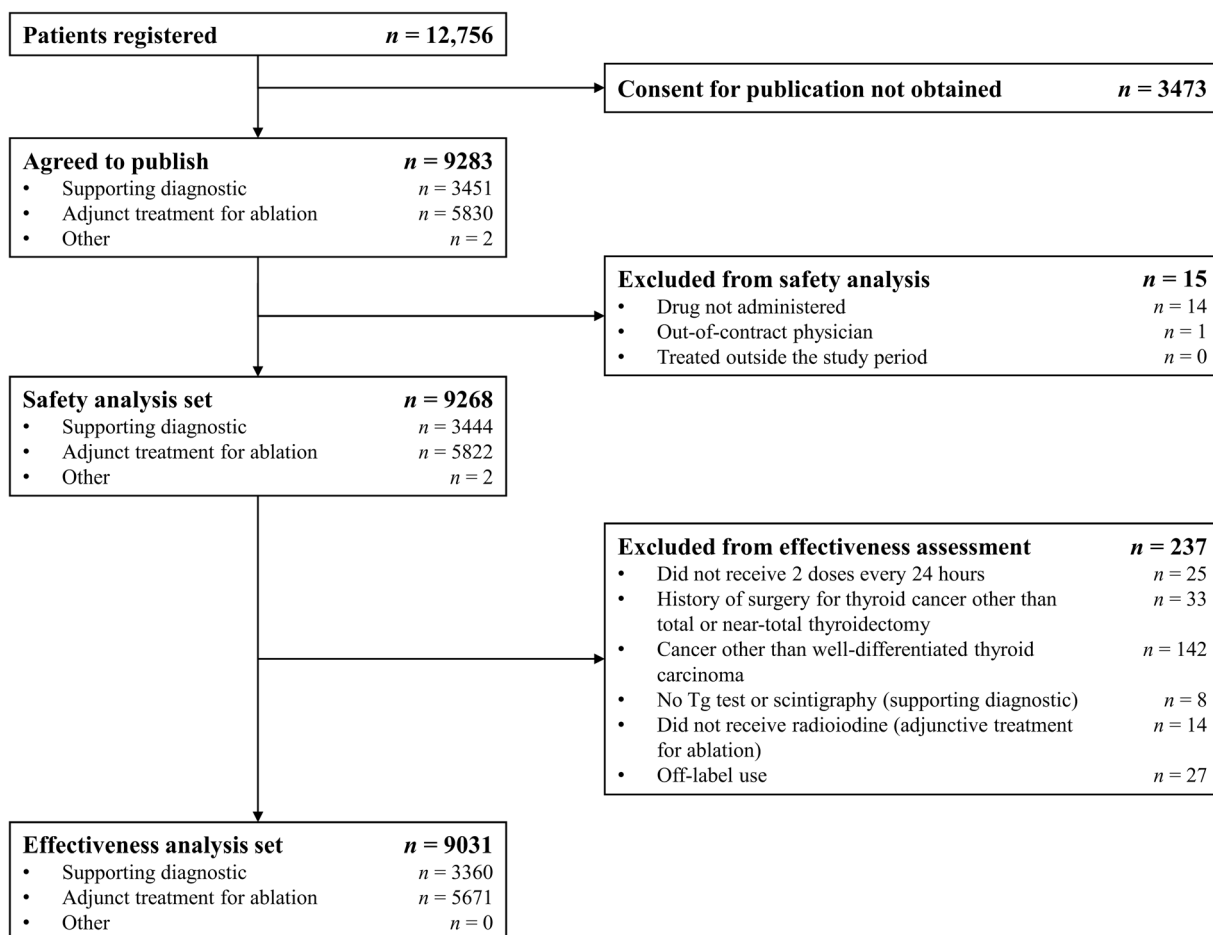 Patients registered n = 12,756
Consent for publication not obtained n = 3473
Agreed to publish n = 9283
• Supporting diagnostic n = 3451
• Adjunct treatment for ablation n = 5830
• Other n = 2
Excluded from safety analysis n = 15
• Drug not administered n = 14
• Out-of-contract physician n = 1
• Treated outside the study period n = 0
Safety analysis set n = 9268
• Supporting diagnostic n = 3444
• Adjunct treatment for ablation n = 5822
• Other n = 2
Excluded from effectiveness assessment n = 237
• Did not receive 2 doses every 24 hours n = 25
• History of surgery for thyroid cancer other than n = 33
total or near-total thyroidectomy
• Cancer other than well-differentiated thyroid n = 142
carcinoma
• No Tg test or scintigraphy (supporting diagnostic) n = 8
• Did not receive radioiodine (adjunctive treatment n = 14
for ablation)
• Off-label use n = 27
Effectiveness analysis set n = 9031
• Supporting diagnostic n = 3360
• Adjunct treatment for ablation n = 5671
• Other n = 0